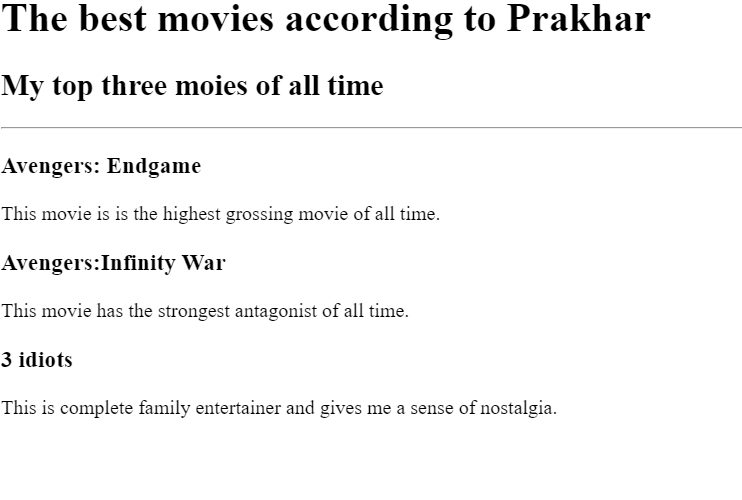 The best movies according to Prakhar
My top three moies of all time
Avengers: Endgame
This movie is is the highest grossing movie of all time.
Avengers:Infinity War
This movie has the strongest antagonist of all time.
3 idiots
This is complete family entertainer and gives me a sense of nostalgia.